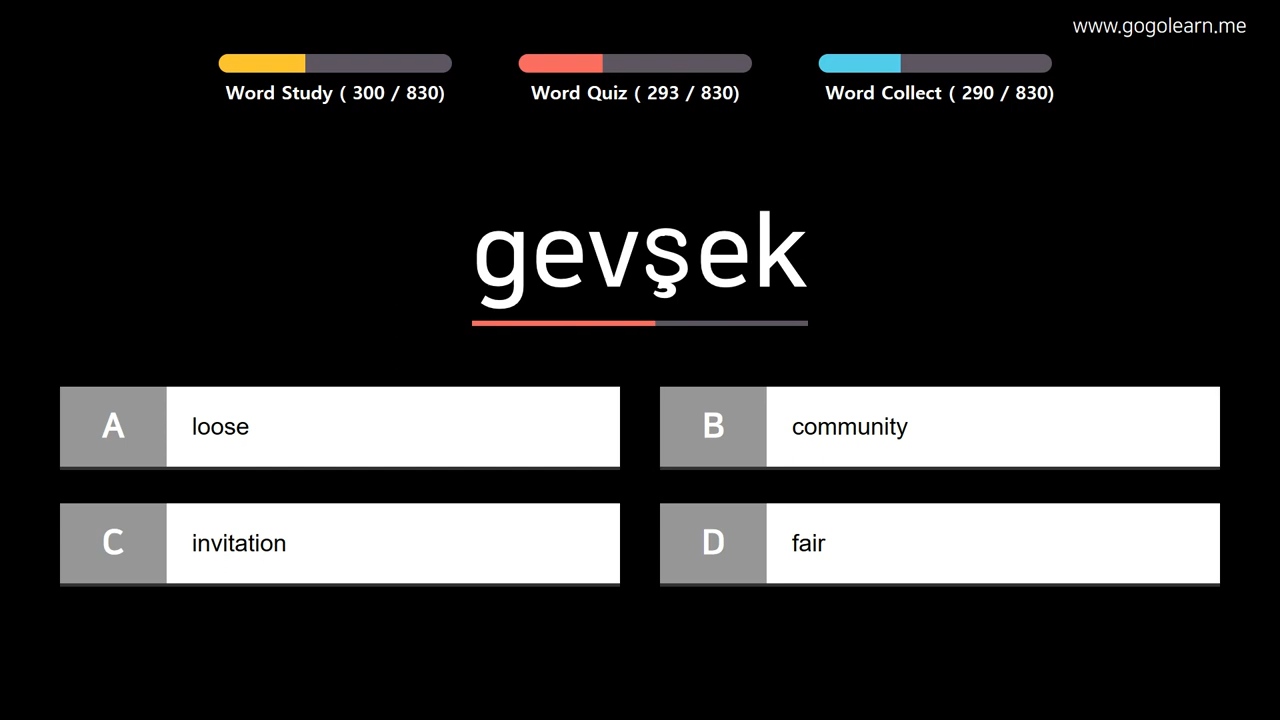 www.gogolearn.me
Word Study ( 300 / 830)
Word Quiz ( 293 / 830)
Word Collect ( 290 / 830)
gevşek
A loose
B community
C invitation
D fair